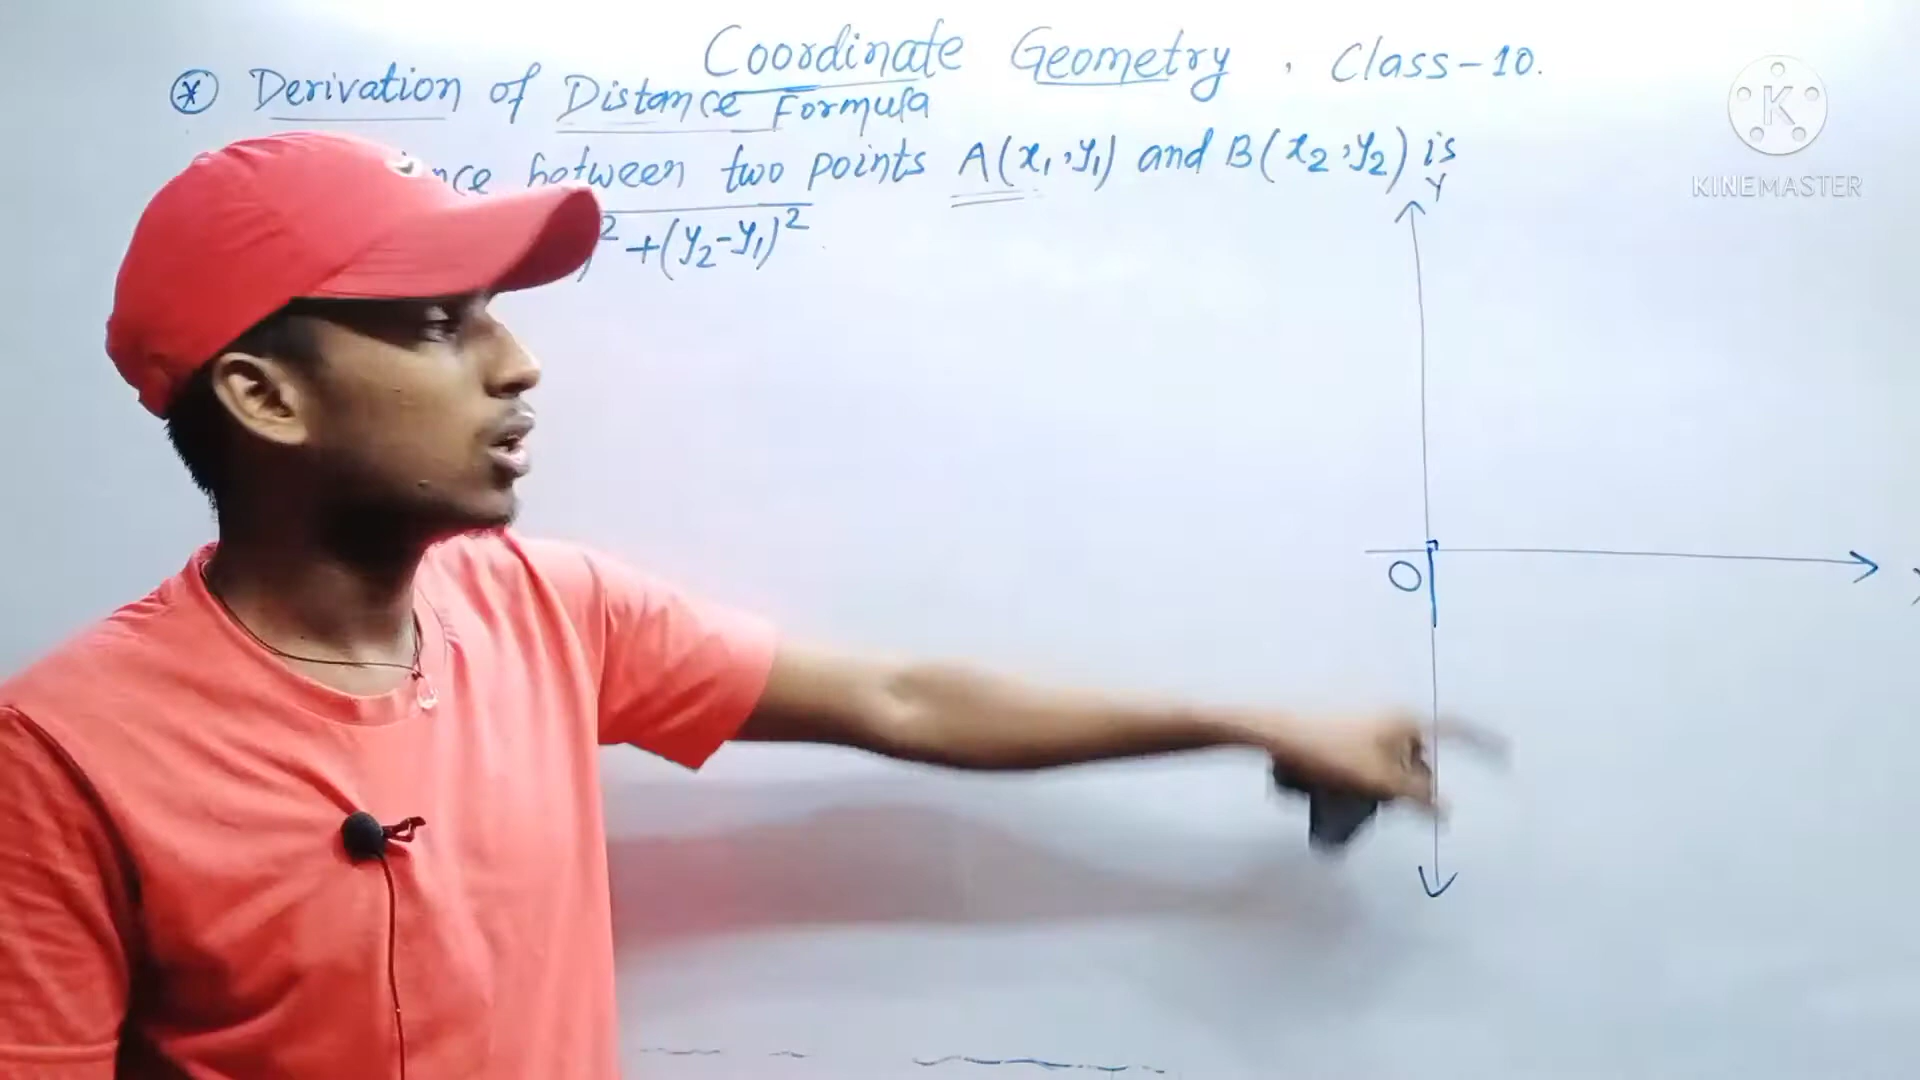 Coordinate Geometry, Class-10.
* Derivation of Distance Formula
between two points A(x₁,y₁) and B(x₂,y₂) is
² +(y₂-y₁)²
Y
O
K
KINEMASTER